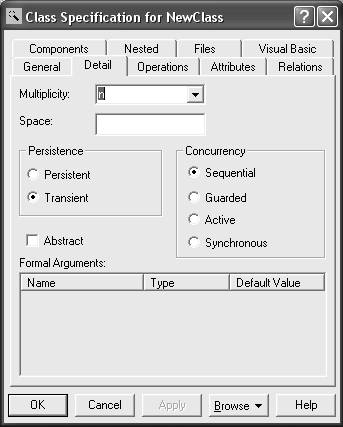 Class Specification for NewClass
Components Nested Files Visual Basic
General Detail Operations Attributes Relations
Multiplicity: n
Space:
Persistence Concurrency
Persistent Sequential
Transient Guarded
Active
Abstract Synchronous
Formal Arguments:
Name Type Default Value
OK Cancel Apply Browse Help